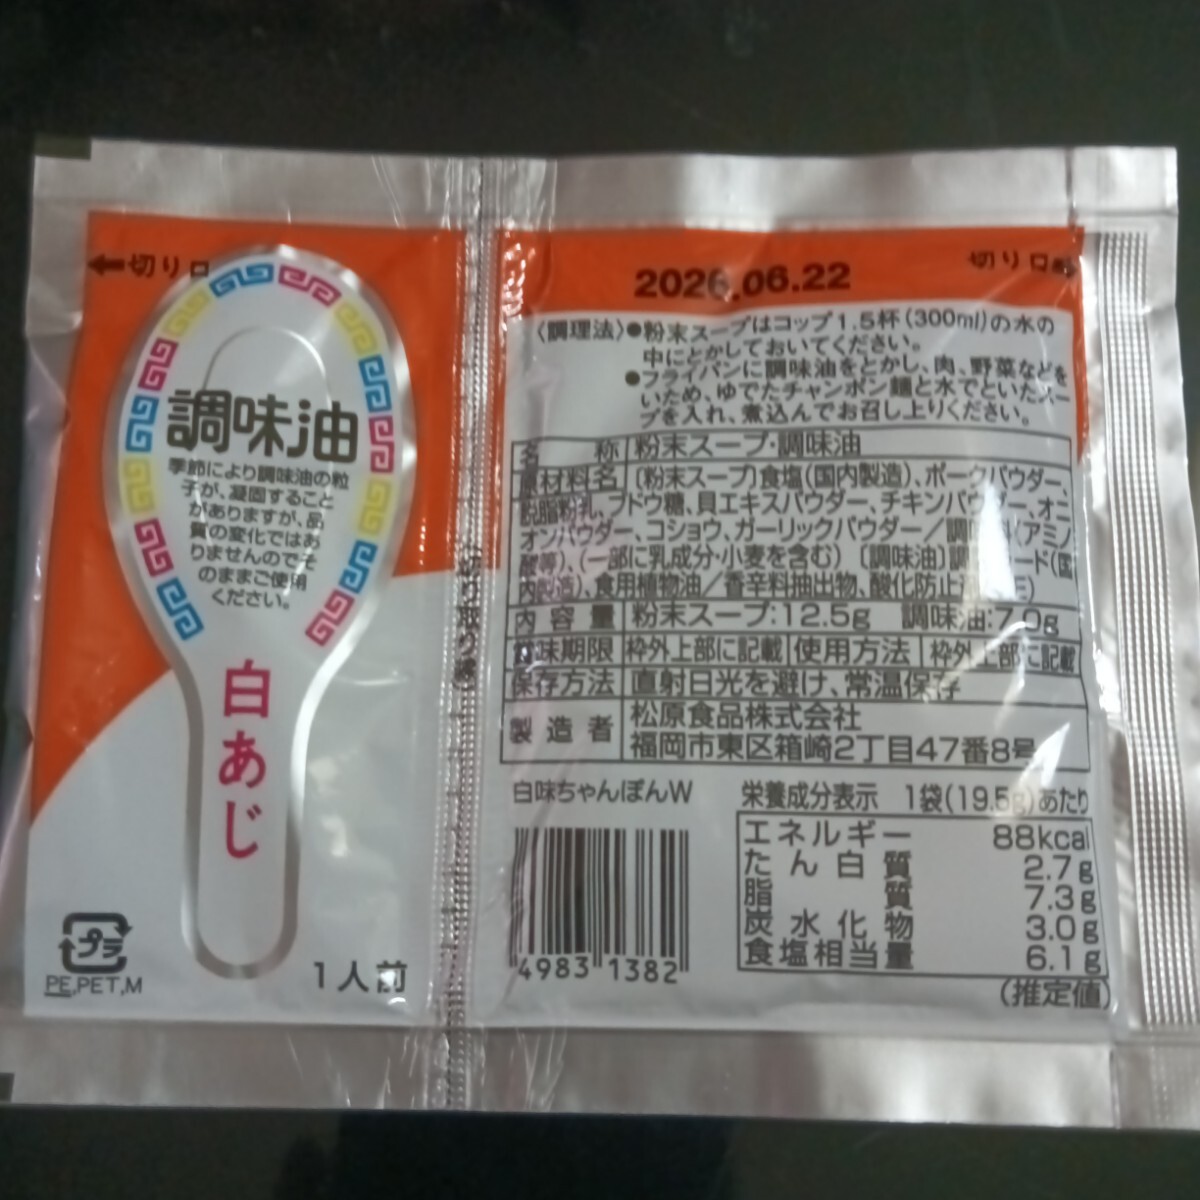 切り口
調味油
季節により調味油の粒
子が、凝固すること
がありますが、品
質の変化ではあ
りませんのでそ
のままご使用
ください。
白あじ
プラ
PE,PET,M
1人前
切り取り線
2026.06.22
切り口
〈調理法〉●粉末スープはコップ1.5杯(300ml)の水の
中にとかしておいてください。
●フライパンに調味油をとかし、肉、野菜などを
いため、ゆでたチャンポン麺と水でといたスー
プを入れ、煮込んでお召し上りください。
名称 粉末スープ・調味油
原材料名 〔粉末スープ〕食塩(国内製造)、ポークパウダー、
脱脂粉乳、ブドウ糖、貝エキスパウダー、チキンパウダー、オニ
オンパウダー、コショウ、ガーリックパウダー/調味料(アミノ
酸等)、(一部に乳成分・小麦を含む) 〔調味油〕調ード(国
内製造)、食用植物油/香辛料抽出物、酸化防止
内容量 粉末スープ:12.5g 調味油:7.0g
賞味期限 枠外上部に記載 使用方法 枠外上部に記載
保存方法 直射日光を避け、常温保存
製造者 松原食品株式会社
福岡市東区箱崎2丁目47番8号
白味ちゃんぽんW
4983 1382
栄養成分表示 1袋(19.5g)あたり
エネルギー 88kcal
たん白質 2.7g
脂質 7.3g
炭水化物 3.0g
食塩相当量 6.1g
(推定値)